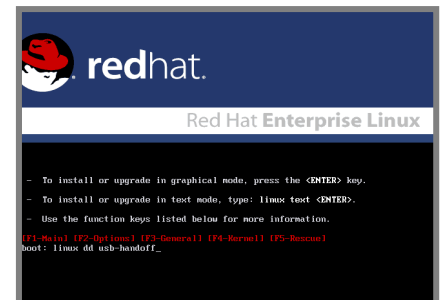 redhat.
Red Hat Enterprise Linux
- To install or upgrade in graphical mode, press the <ENTER> key.
- To install or upgrade in text mode, type: linux text <ENTER>.
- Use the function keys listed below for more information.
[F1-Main] [F2-Options] [F3-General] [F4-Kernel] [F5-Rescue]
boot: linux dd usb-handoff_